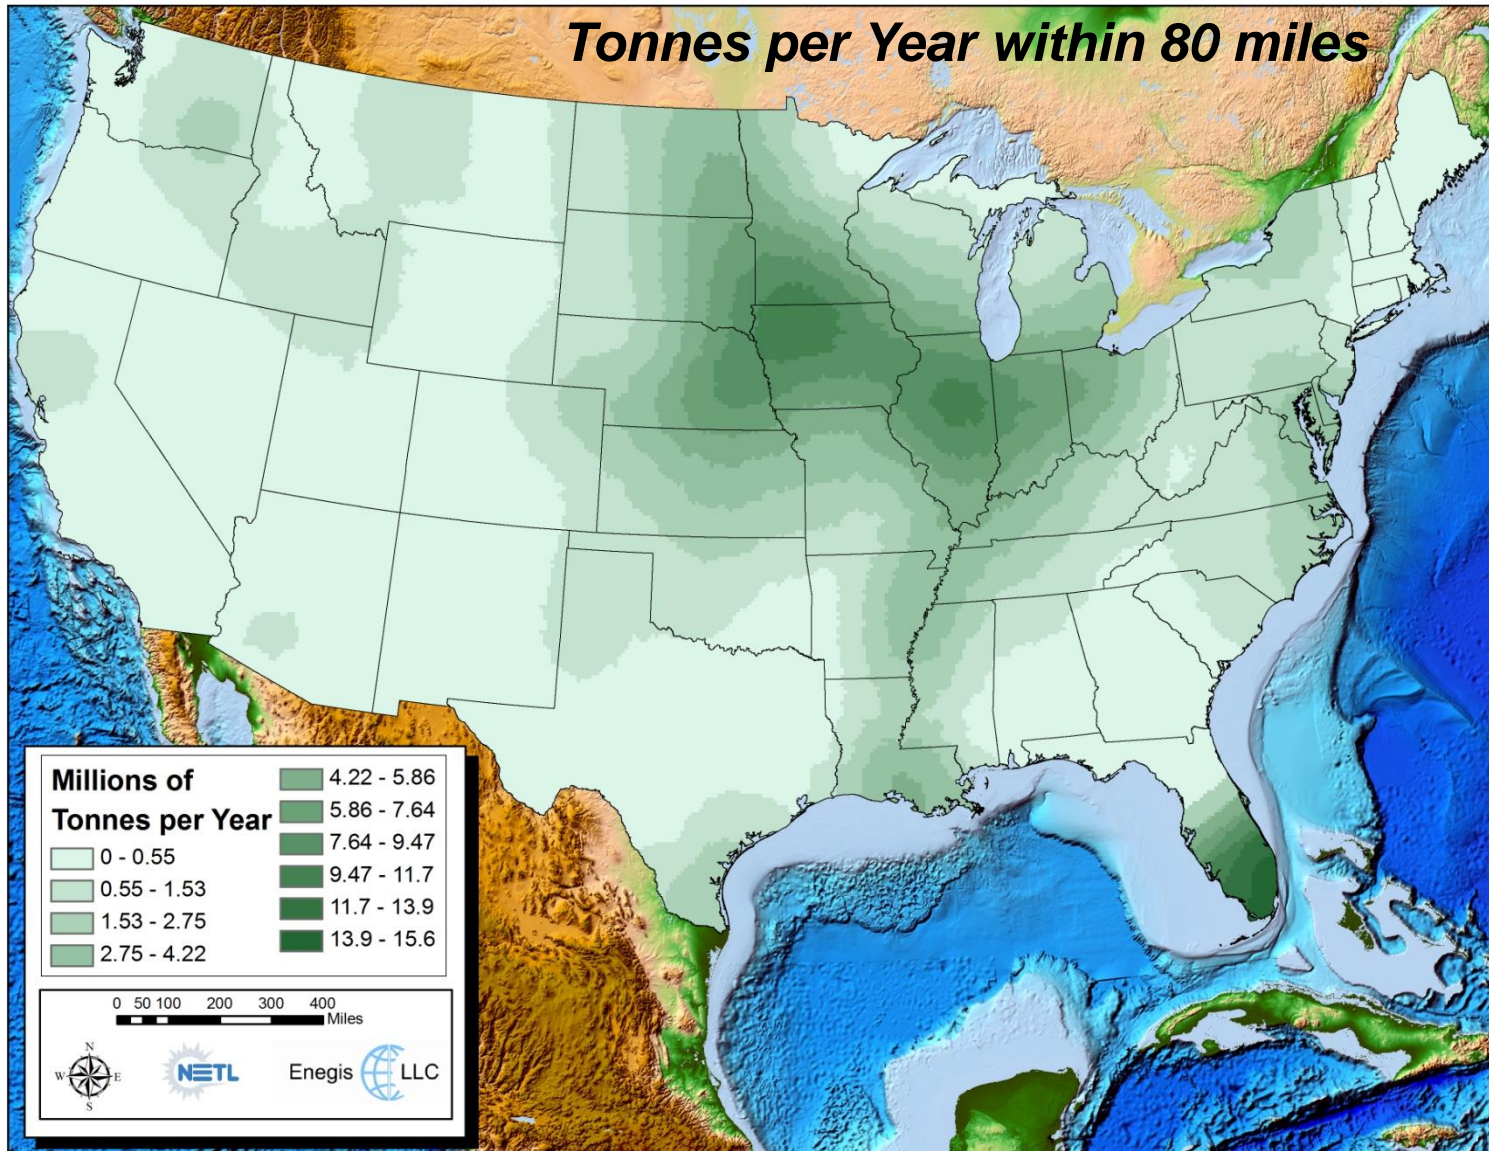 Tonnes per Year within 80 miles
Millions of
Tonnes per Year
0 - 0.55
0.55 - 1.53
1.53 - 2.75
2.75 - 4.22
4.22 - 5.86
5.86 - 7.64
7.64 - 9.47
9.47 - 11.7
11.7 - 13.9
13.9 - 15.6
0 50 100 200 300 400
Miles
N
W E
S
NETL
Enegis LLC